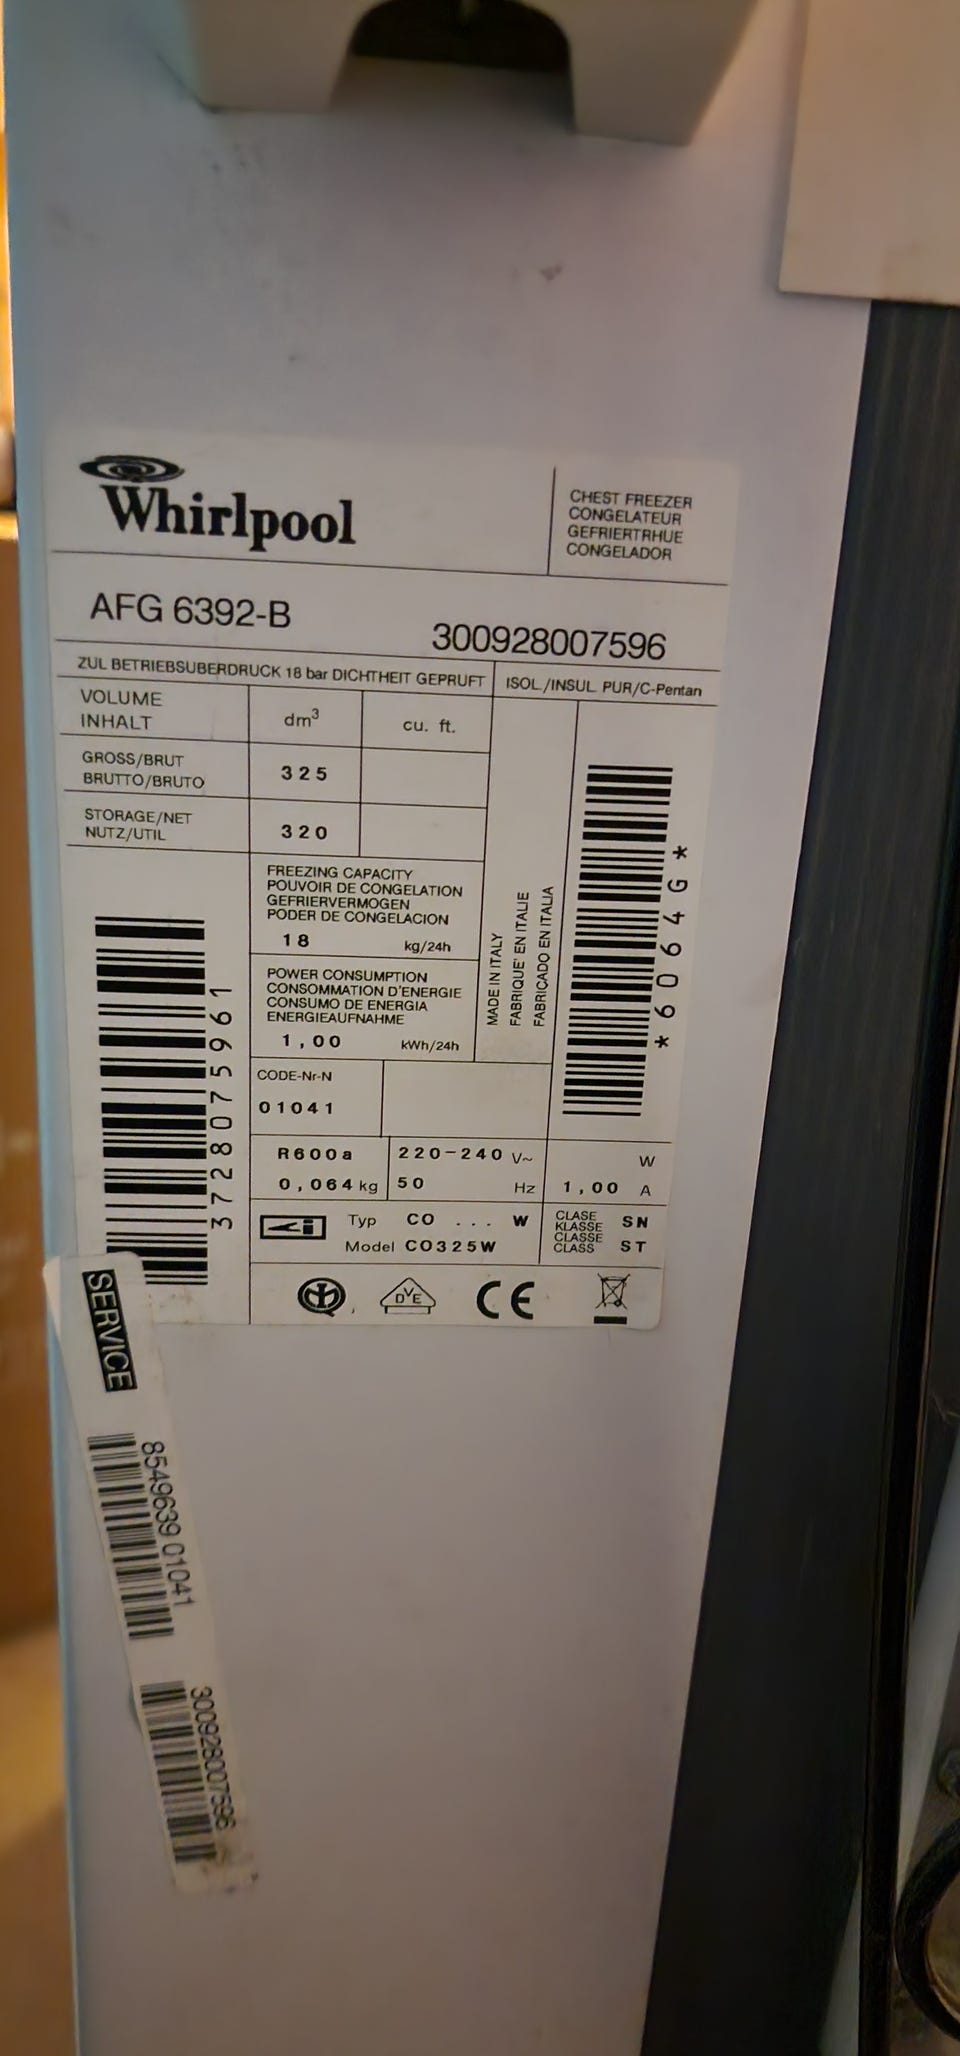 Whirlpool
CHEST FREEZER
CONGELATEUR
GEFRIERTRHUE
CONGELADOR
AFG 6392-B
300928007596
ZUL BETRIEBSUBERDRUCK 18 bar DICHTHEIT GEPRUFT
ISOL./INSUL. PUR/C-Pentan
VOLUME
INHALT
dm³
cu. ft.
GROSS/BRUT
BRUTTO/BRUTO
325
STORAGE/NET
NUTZ/UTIL
320
FREEZING CAPACITY
POUVOIR DE CONGELATION
GEFRIERVERMOGEN
PODER DE CONGELACION
18 kg/24h
POWER CONSUMPTION
CONSOMMATION D'ENERGIE
CONSUMO DE ENERGIA
ENERGIEAUFNAHME
1,00 kWh/24h
MADE IN ITALY
FABRIQUE' EN ITALIE
FABRICADO EN ITALIA
*6064G*
3728075961
CODE-Nr-N
01041
R600a
0,064 kg
220-240 V~
50 Hz
W
1,00 A
Typ CO ... W
Model CO325W
CLASE
KLASSE
CLASSE
CLASS
SN
ST
DVE
CE
SERVICE
8549639 01041
300928007596